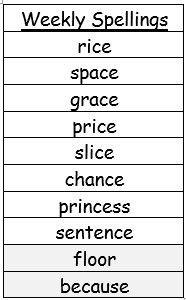 Weekly Spellings
rice
space
grace
price
slice
chance
princess
sentence
floor
because